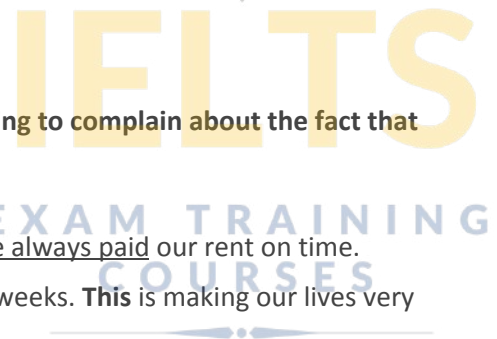 IELTS
ng to complain about the fact that
EXAM TRAINING
always paid our rent on time.
COURSES
weeks. This is making our lives very